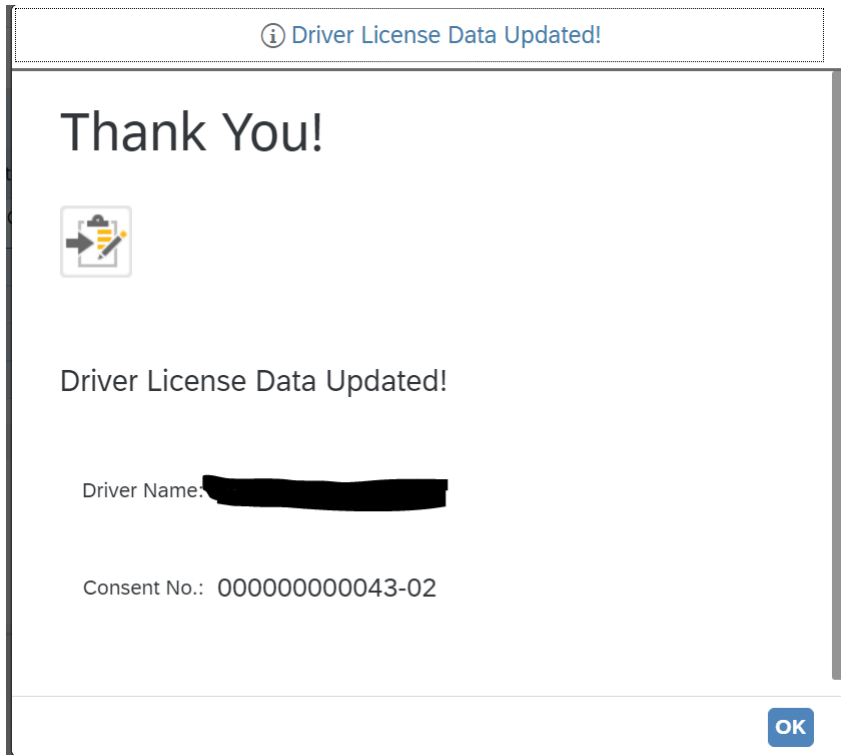 Driver License Data Updated!
Thank You!
Driver License Data Updated!
Driver Name:
Consent No.: 000000000043-02
OK